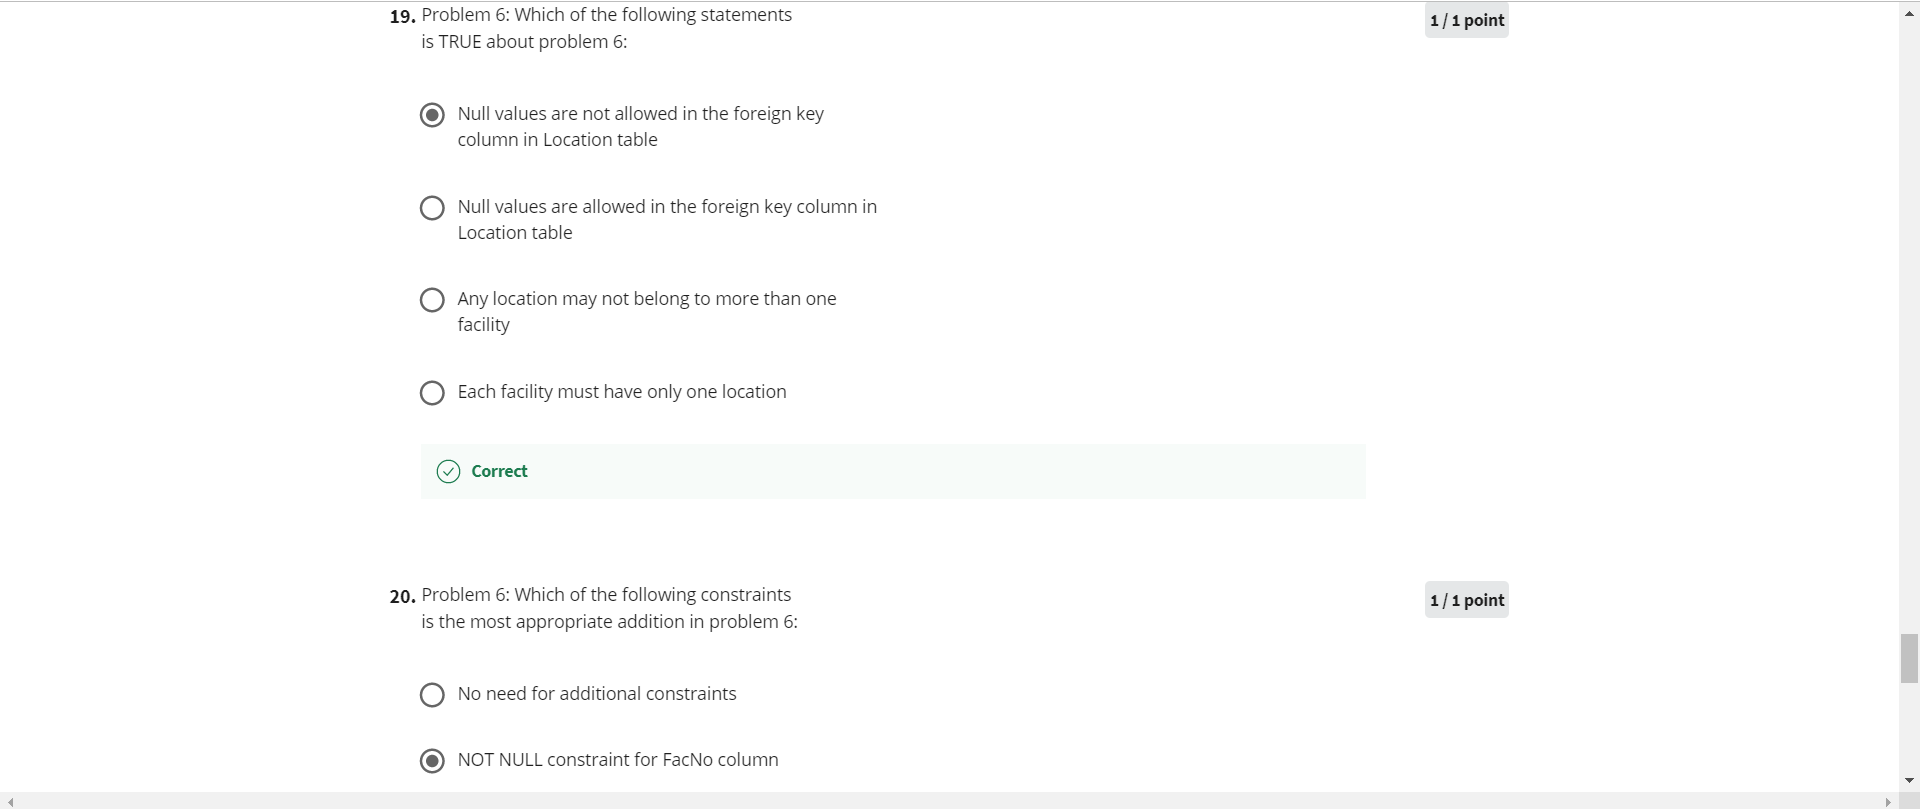 19. Problem 6: Which of the following statements
1 / 1 point
is TRUE about problem 6:
Null values are not allowed in the foreign key
column in Location table
Null values are allowed in the foreign key column in
Location table
Any location may not belong to more than one
facility
Each facility must have only one location
Correct
20. Problem 6: Which of the following constraints
1 / 1 point
is the most appropriate addition in problem 6:
No need for additional constraints
NOT NULL constraint for FacNo column